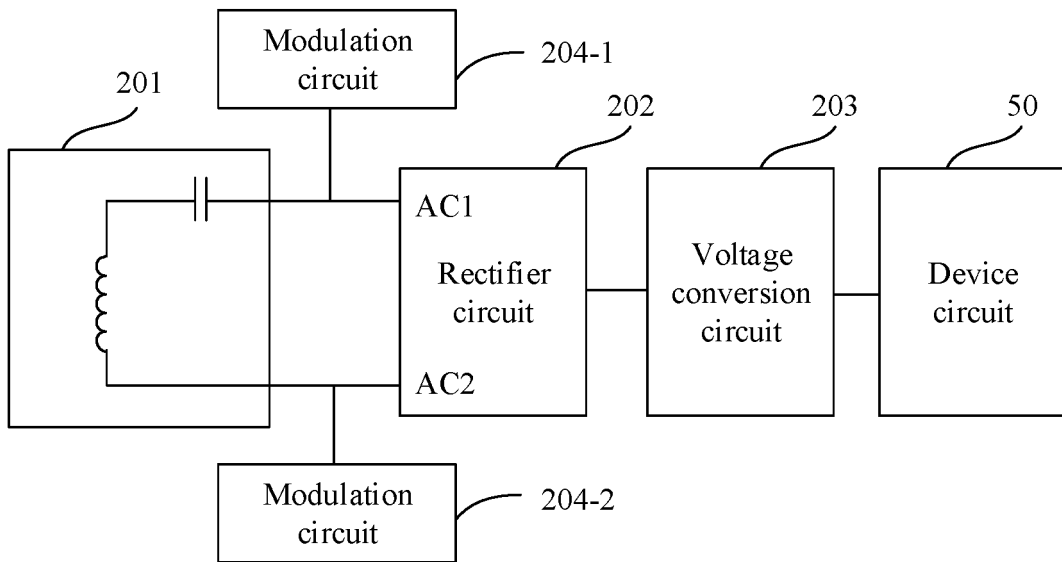 Modulation
circuit
204-1
201
202
203
50
AC1
Rectifier
circuit
AC2
Voltage
conversion
circuit
Device
circuit
Modulation
circuit
204-2